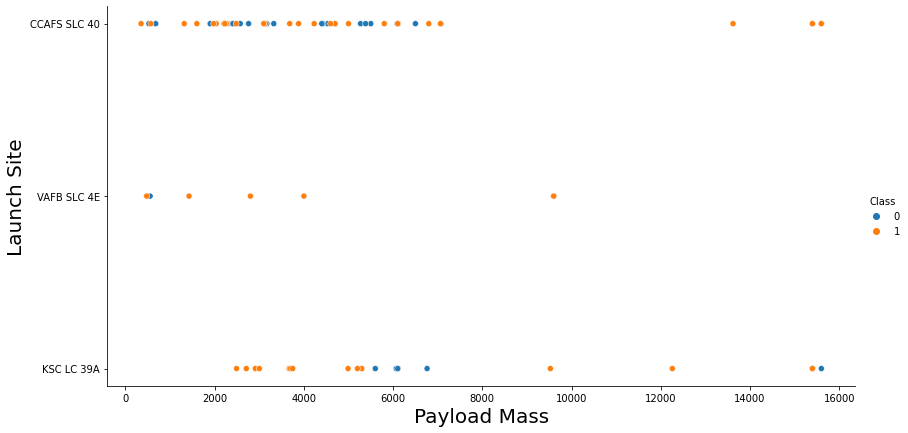 CCAFS SLC 40
VAFB SLC 4E
KSC LC 39A
Launch Site
0 2000 4000 6000 8000 10000 12000 14000 16000
Payload Mass
Class
0
1